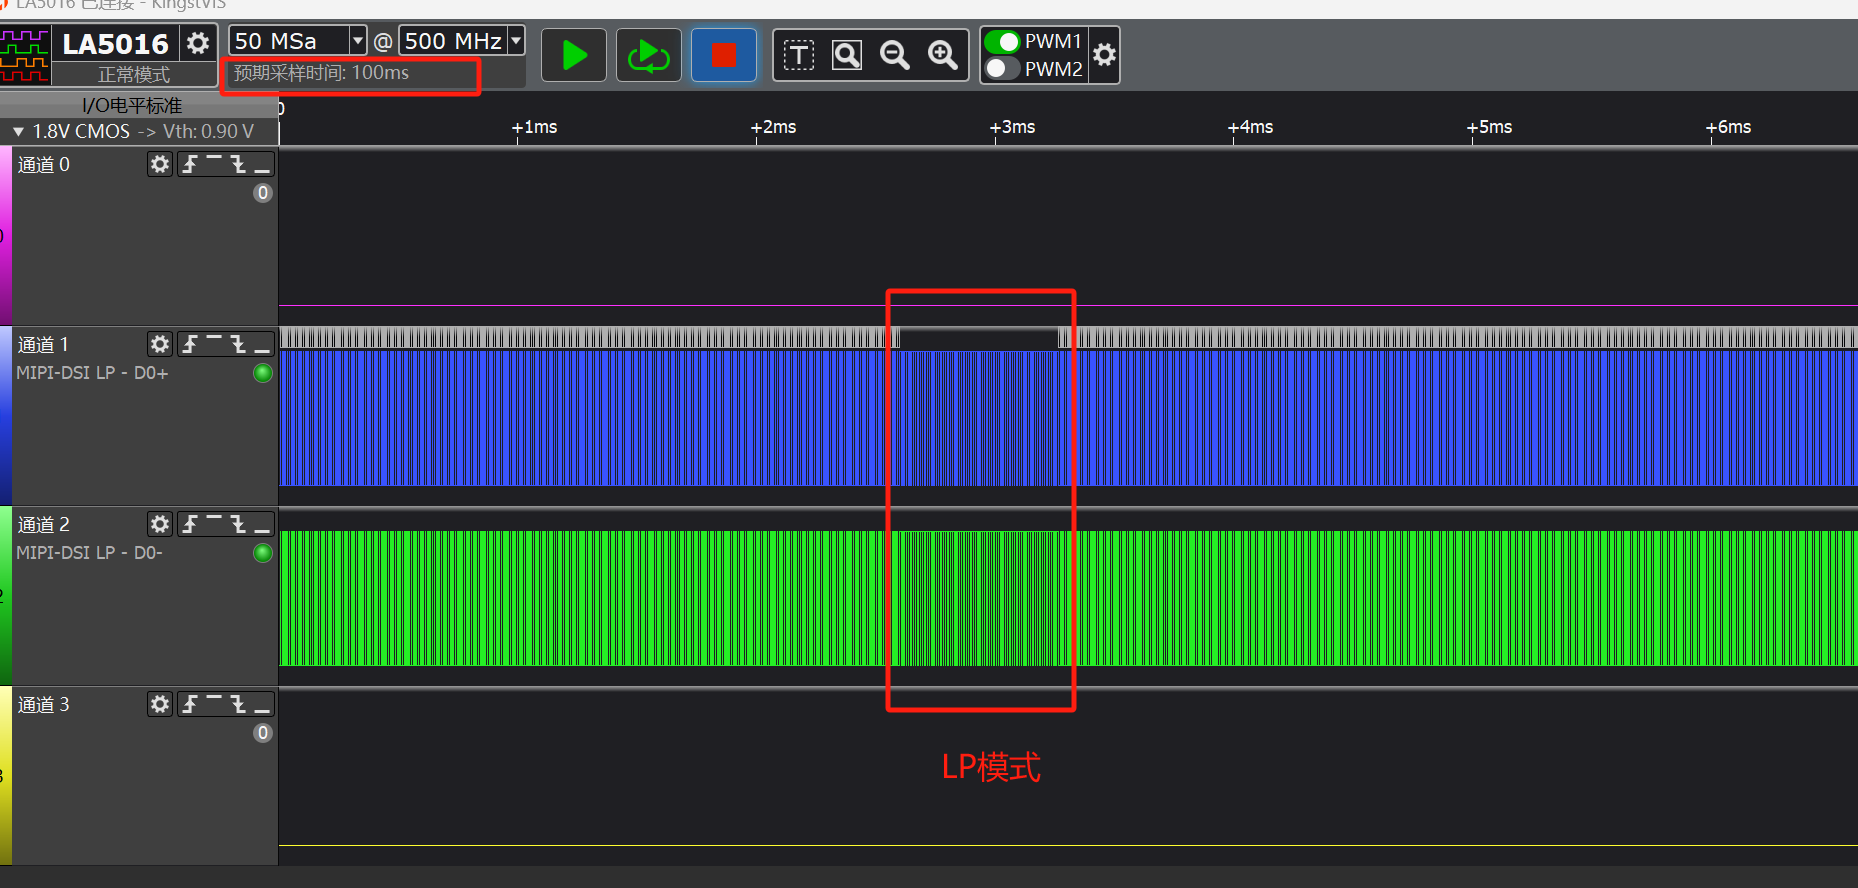 LA5016 已连接 - KingstVIS
LA5016
正常模式
50 MSa @ 500 MHz
预期采样时间: 100ms
T
PWM1
PWM2
I/O电平标准
1.8V CMOS -> Vth: 0.90 V
0
+1ms +2ms +3ms +4ms +5ms +6ms
通道 0
0
通道 1
MIPI-DSI LP - D0+
通道 2
MIPI-DSI LP - D0-
通道 3
0
LP模式